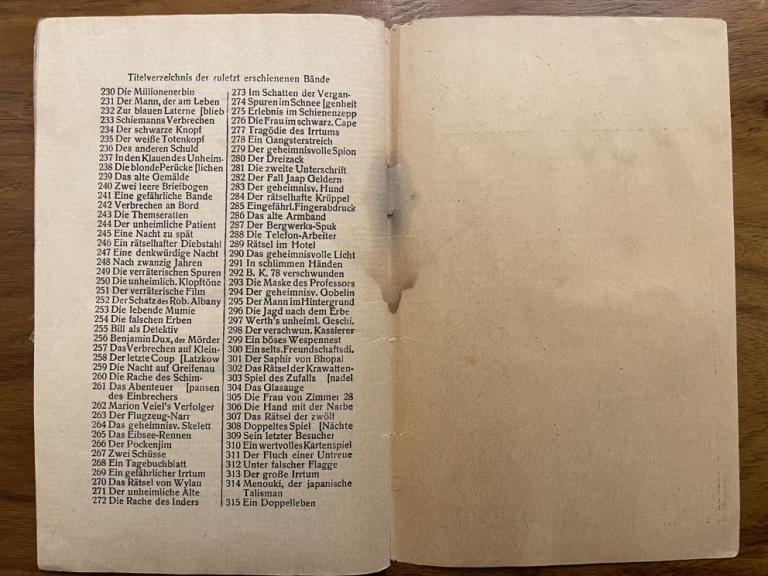 Titelverzeichnis der zuletzt erschienenen Bände
230 Die Millionenerbin
231 Der Mann, der am Leben
232 Zur blauen Laterne [blieb
233 Schiemanns Verbrechen
234 Der schwarze Knopf
235 Der weiße Totenkopf
236 Des anderen Schuld
237 In den Klauen des Unheim-
238 Die blonde Perücke [lichen
239 Das alte Gemälde
240 Zwei leere Briefbogen
241 Eine gefährliche Bande
242 Verbrechen an Bord
243 Die Themseratten
244 Der unheimliche Patient
245 Eine Nacht zu spät
246 Ein rätselhafter Diebstahl
247 Eine denkwürdige Nacht
248 Nach zwanzig Jahren
249 Die verräterischen Spuren
250 Die unheimlich. Klopftöne
251 Der verräterische Film
252 Der Schatz des Rob. Albany
253 Die lebende Mumie
254 Die falschen Erben
255 Bill als Detektiv
256 Benjamin Dux, der Mörder
257 Das Verbrechen auf Klein-
258 Der letzte Coup [Latzkow
259 Die Nacht auf Greifenau
260 Die Rache des Schim-
261 Das Abenteuer [pansen
des Einbrechers
262 Marion Veiel's Verfolger
263 Der Flugzeug-Narr
264 Das geheimnisv. Skelett
265 Das Eibsee-Rennen
266 Der Pockenjim
267 Zwei Schüsse
268 Ein Tagebuchblatt
269 Ein gefährlicher Irrtum
270 Das Rätsel von Wylau
271 Der unheimliche Alte
272 Die Rache des Inders
273 Im Schatten der Vergan-
274 Spuren im Schnee [genheit
275 Erlebnis im Schienenzepp
276 Die Frau im schwarz. Cape
277 Tragödie des Irrtums
278 Ein Gangsterstreich
279 Der geheimnisvolle Spion
280 Der Dreizack
281 Die zweite Unterschrift
282 Der Fall Jaap Geldern
283 Der geheimnisv. Hund
284 Der rätselhafte Krüppel
285 Eingefährl. Fingerabdruck
286 Das alte Armband
287 Der Bergwerks-Spuk
288 Die Telefon-Arbeiter
289 Rätsel im Hotel
290 Das geheimnisvolle Licht
291 In schlimmen Händen
292 B. K. 78 verschwunden
293 Die Maske des Professors
294 Der geheimnisv. Gobelin
295 Der Mann im Hintergrund
296 Die Jagd nach dem Erbe
297 Werth's unheiml. Geschi.
298 Der verschwun. Kassierer
299 Ein böses Wespennest
300 Ein selts. Freundschaftsdi.
301 Der Saphir von Bhopal
302 Das Rätsel der Krawatten-
303 Spiel des Zufalls [nadel
304 Das Glasauge
305 Die Frau von Zimmer 28
306 Die Hand mit der Narbe
307 Das Rätsel der zwölf
308 Doppeltes Spiel [Nächte
309 Sein letzter Besucher
310 Ein wertvolles Kartenspiel
311 Der Fluch einer Untreue
312 Unter falscher Flagge
313 Der große Irrtum
314 Menouki, der japanische
Talisman
315 Ein Doppelleben